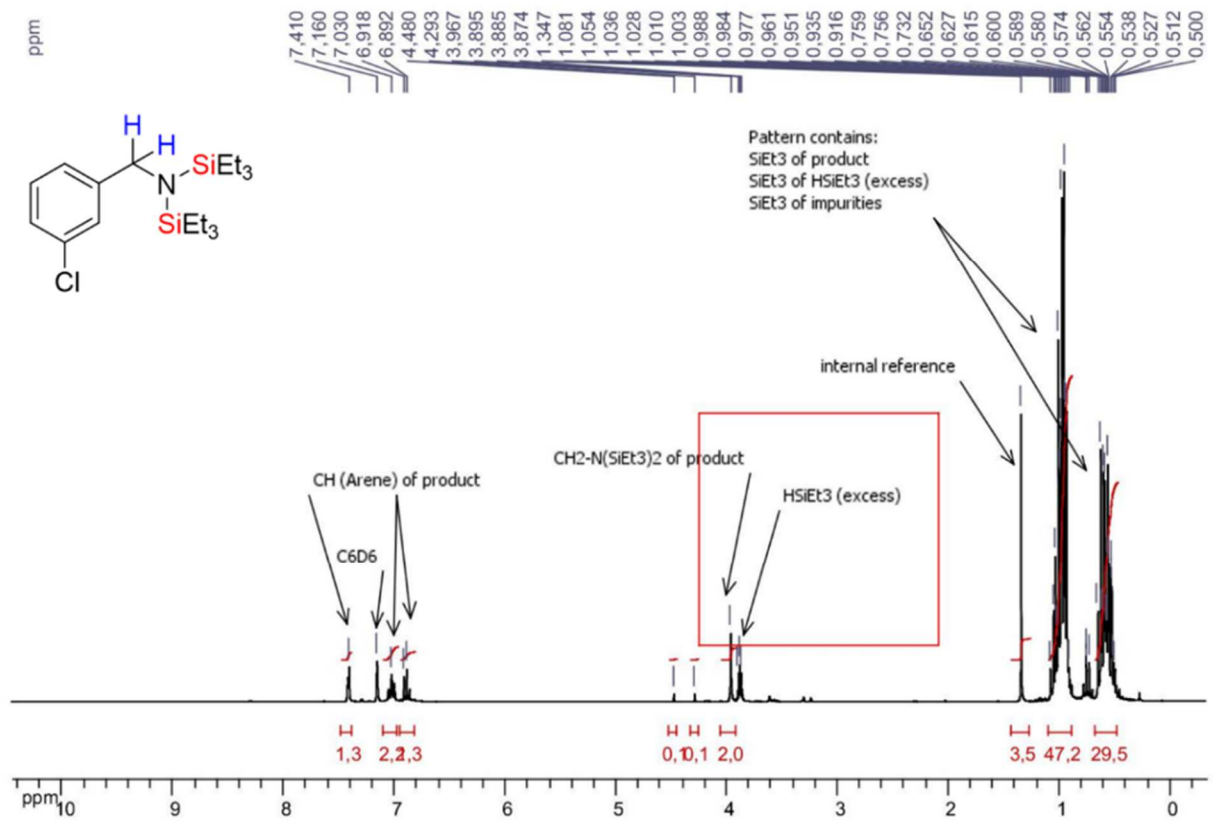 ppm
7,410
7,160
7,030
6,918
6,892
4,480
4,293
3,967
3,895
3,885
3,874
1,347
1,081
1,054
1,036
1,028
1,010
1,003
0,988
0,984
0,977
0,961
0,951
0,935
0,916
0,759
0,756
0,732
0,652
0,627
0,615
0,600
0,589
0,580
0,574
0,562
0,554
0,538
0,527
0,512
0,500
H
H
SiEt3
N
SiEt3
Cl
Pattern contains:
SiEt3 of product
SiEt3 of HSiEt3 (excess)
SiEt3 of impurities
internal reference
CH2-N(SiEt3)2 of product
CH (Arene) of product
HSiEt3 (excess)
C6D6
1,3 2,2 2,3 0,1 0,1 2,0 3,5 47,2 29,5
ppm 10 9 8 7 6 5 4 3 2 1 0